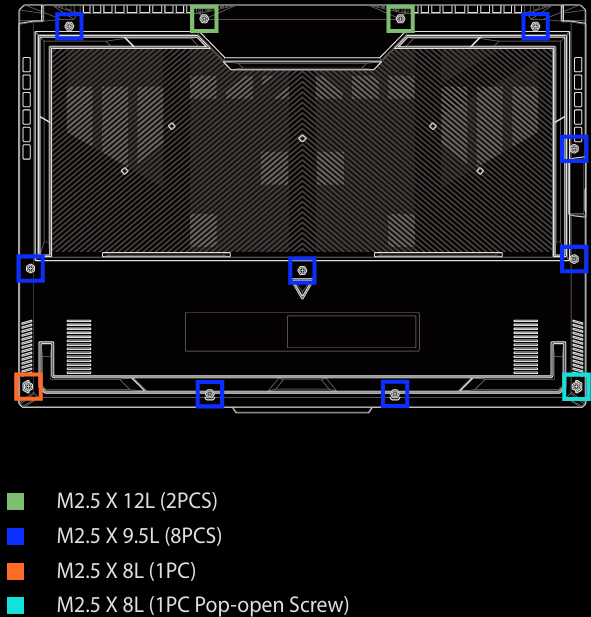 M2.5 X 12L (2PCS)
M2.5 X 9.5L (8PCS)
M2.5 X 8L (1PC)
M2.5 X 8L (1PC Pop-open Screw)